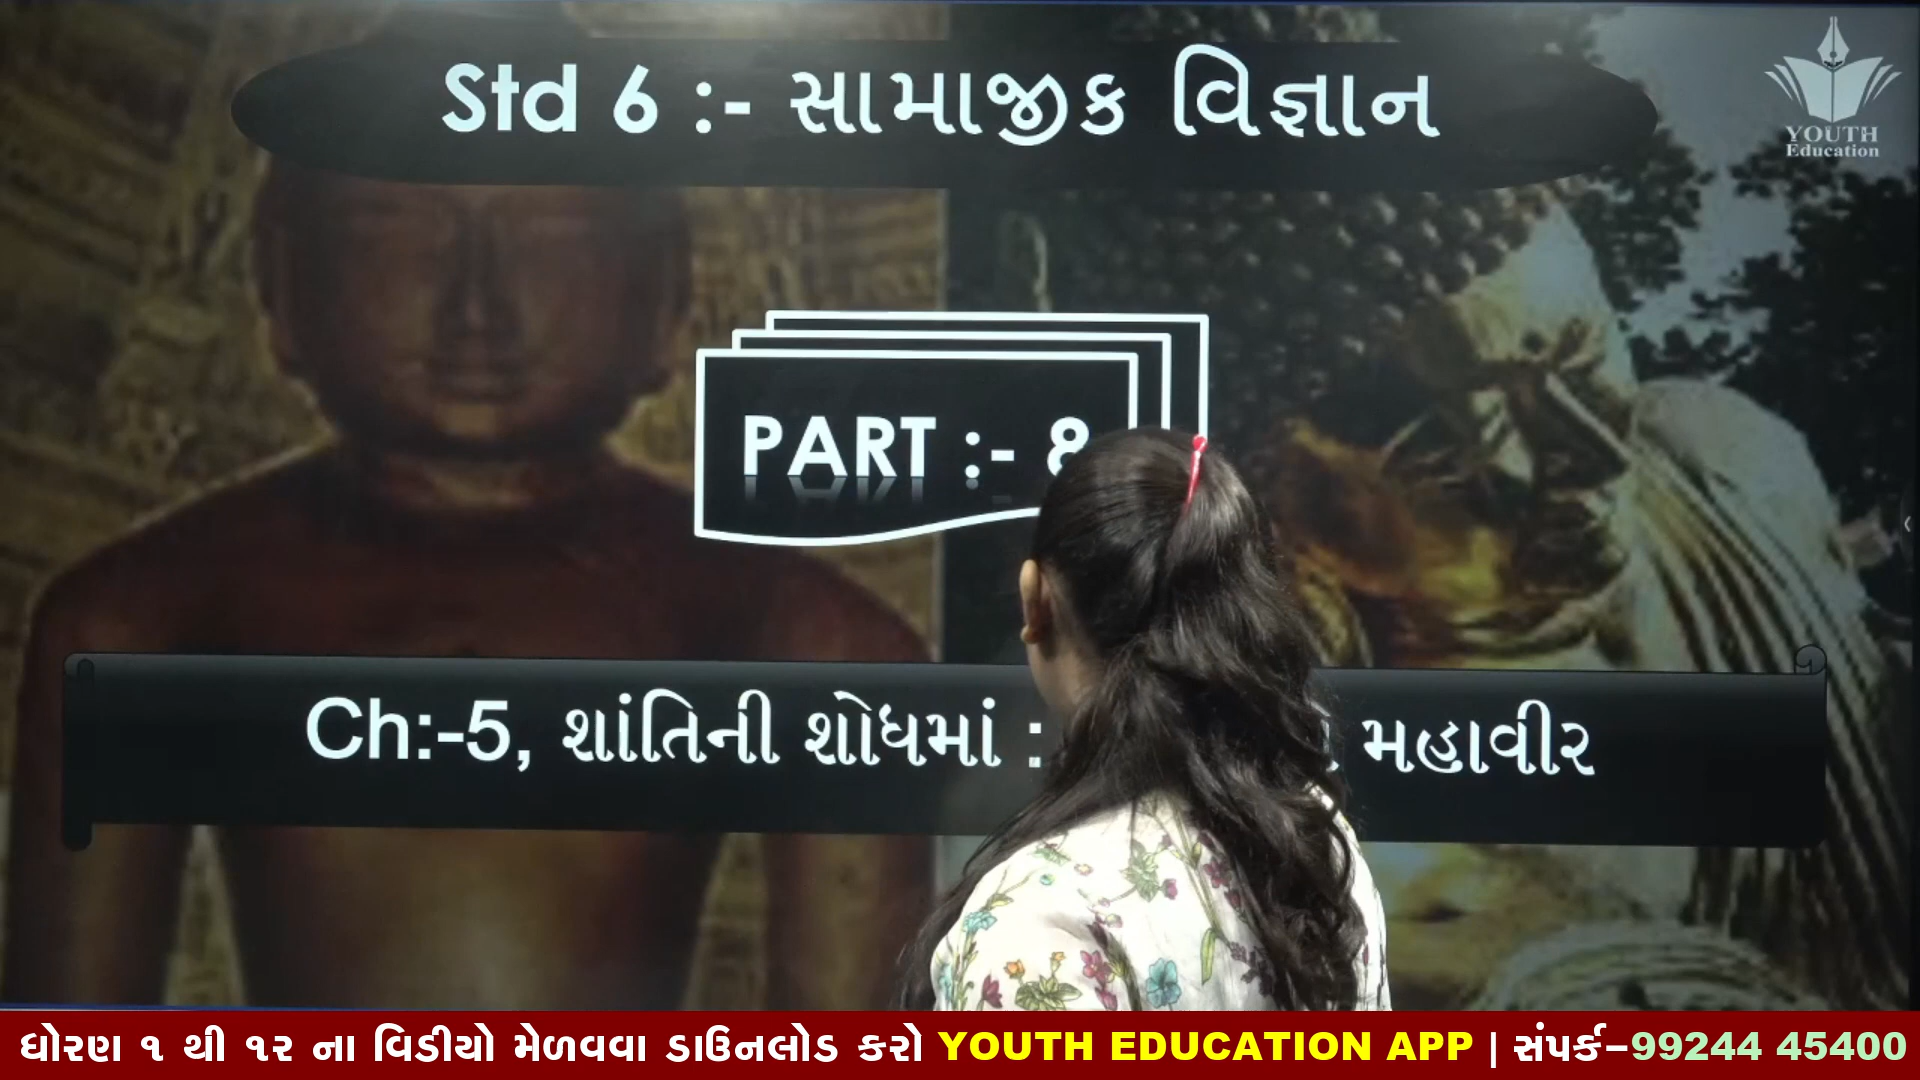 Std 6 :- સામાજીક વિજ્ઞાન
YOUTH
Education
PART :- 8
Ch:-5, શાંતિની શોધમાં : મહાવીર
ધોરણ ૧ થી ૧૨ ના વિડીયો મેળવવા ડાઉનલોડ કરો YOUTH EDUCATION APP | સંપર્ક–99244 45400